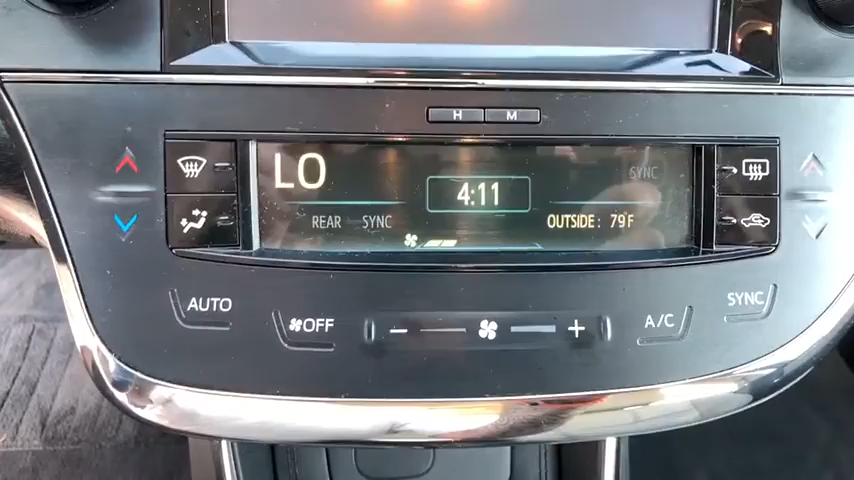 H M
LO
SYNC
4:11
REAR SYNC
OUTSIDE: 79°F
AUTO
OFF
- +
A/C
SYNC